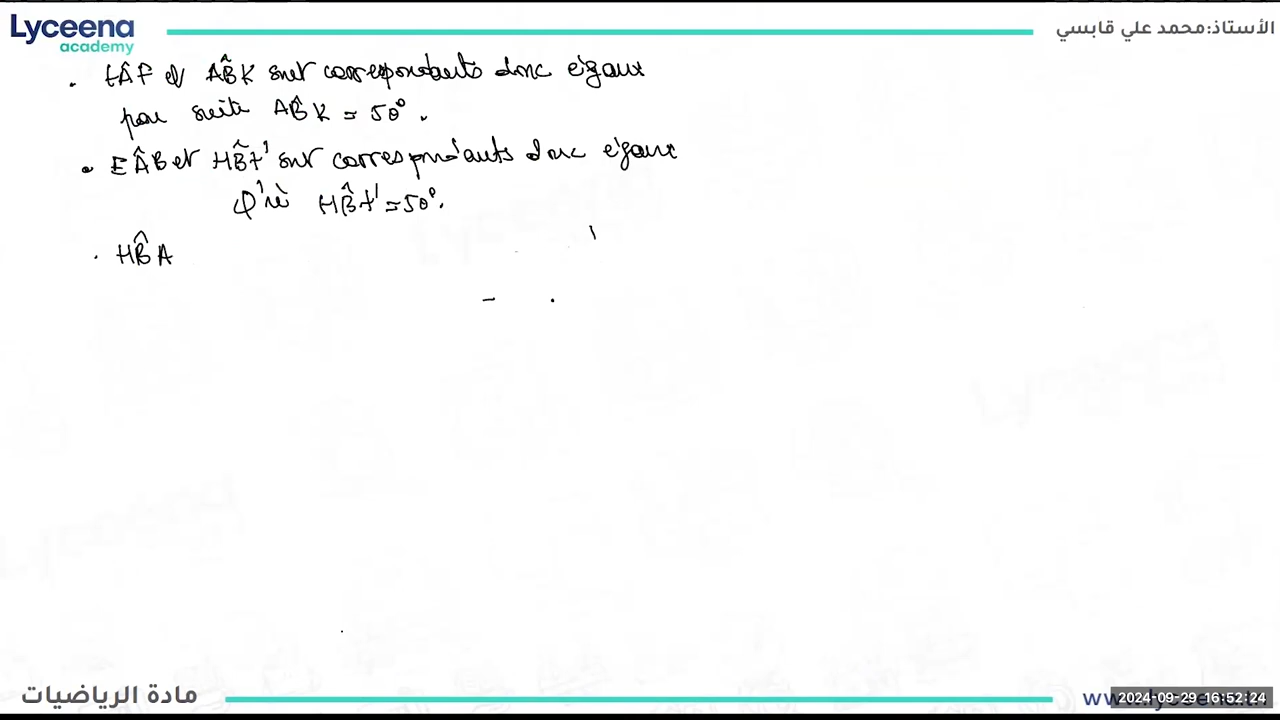 Lyceena
academy
الأستاذ:محمد علي قابسي
. tÂF et AB̂K sont correspondants donc égaux
par suite AB̂K = 50°.
. EÂB et HB̂t' sont correspondants donc égaux
D'où HB̂t' = 50°.
. HB̂A
مادة الرياضيات
2024-09-29 16:52:24